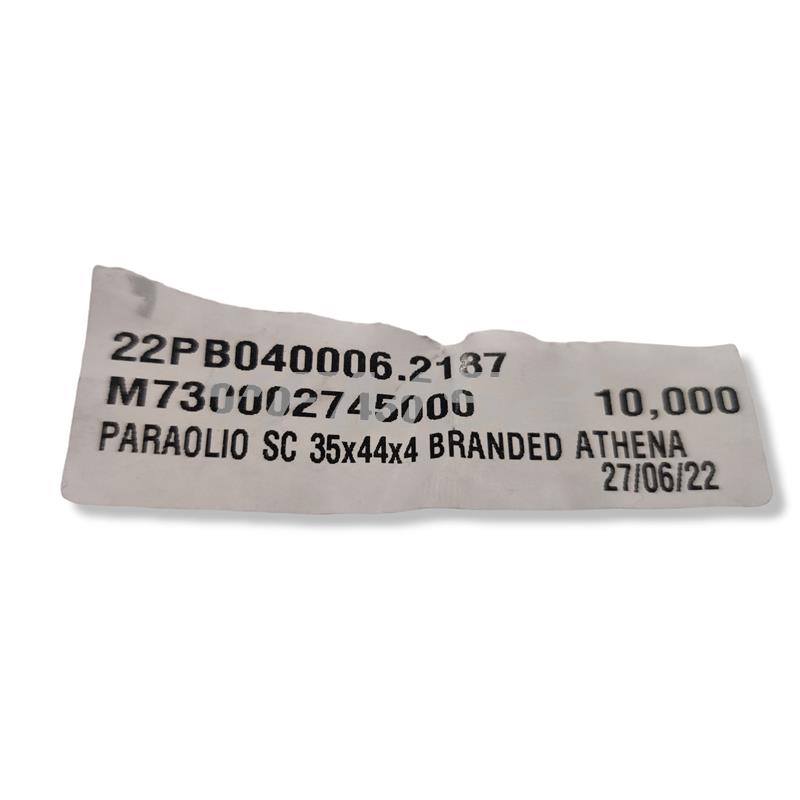 22PB040006.2187
M730002745000 10,000
PARAOLIO SC 35x44x4 BRANDED ATHENA
27/06/22